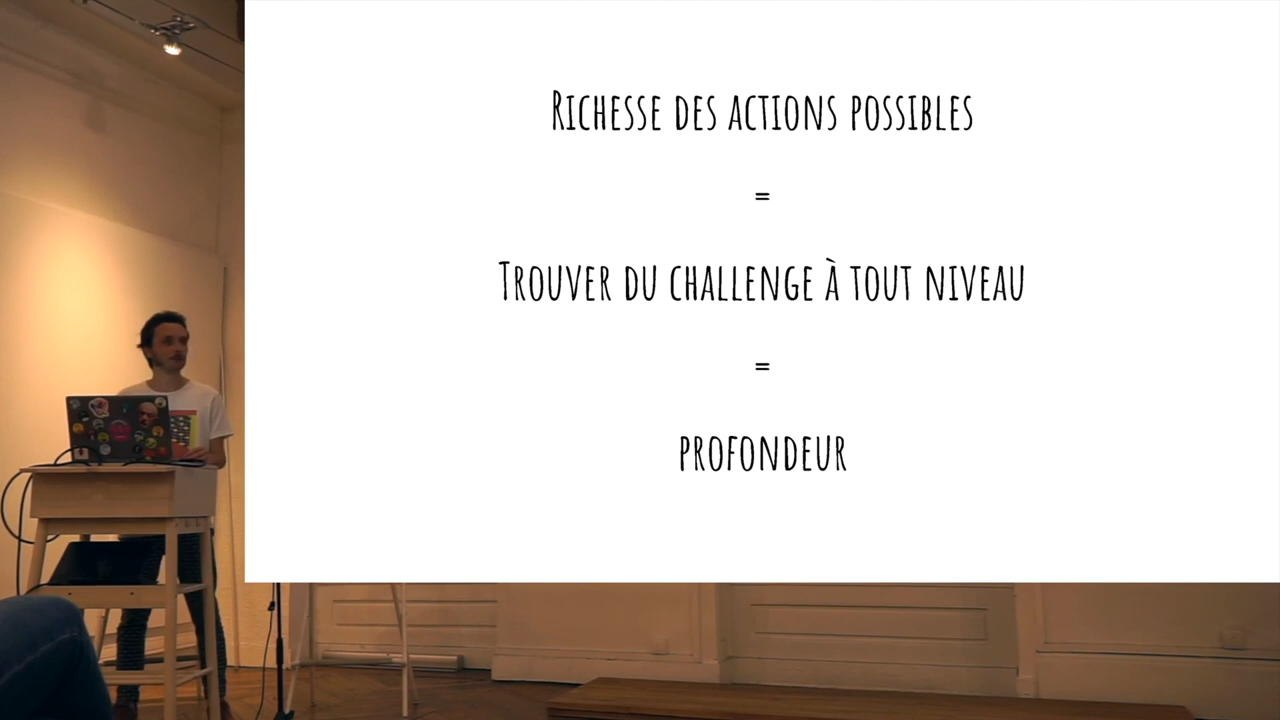 Richesse des actions possibles
=
Trouver du challenge à tout niveau
=
profondeur